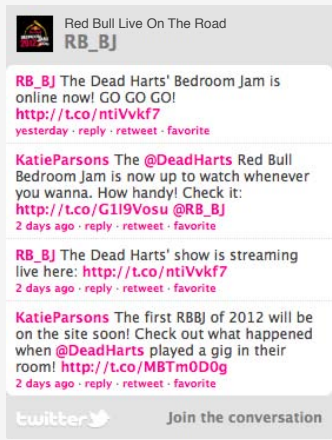 Red Bull Live On The Road
RB_BJ
RB_BJ The Dead Harts' Bedroom Jam is
online now! GO GO GO!
http://t.co/ntiVvkf7
yesterday · reply · retweet · favorite
KatieParsons The @DeadHarts Red Bull
Bedroom Jam is now up to watch whenever
you wanna. How handy! Check it:
http://t.co/G1I9Vosu @RB_BJ
2 days ago · reply · retweet · favorite
RB_BJ The Dead Harts' show is streaming
live here: http://t.co/ntiVvkf7
2 days ago · reply · retweet · favorite
KatieParsons The first RBBJ of 2012 will be
on the site soon! Check out what happened
when @DeadHarts played a gig in their
room! http://t.co/MBTm0D0g
2 days ago · reply · retweet · favorite
twitter Join the conversation